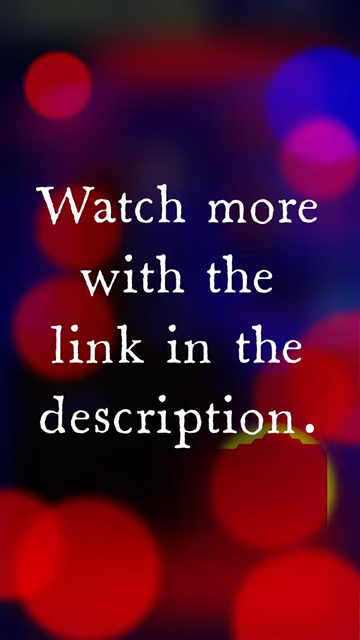 Watch more
with the
link in the
description.